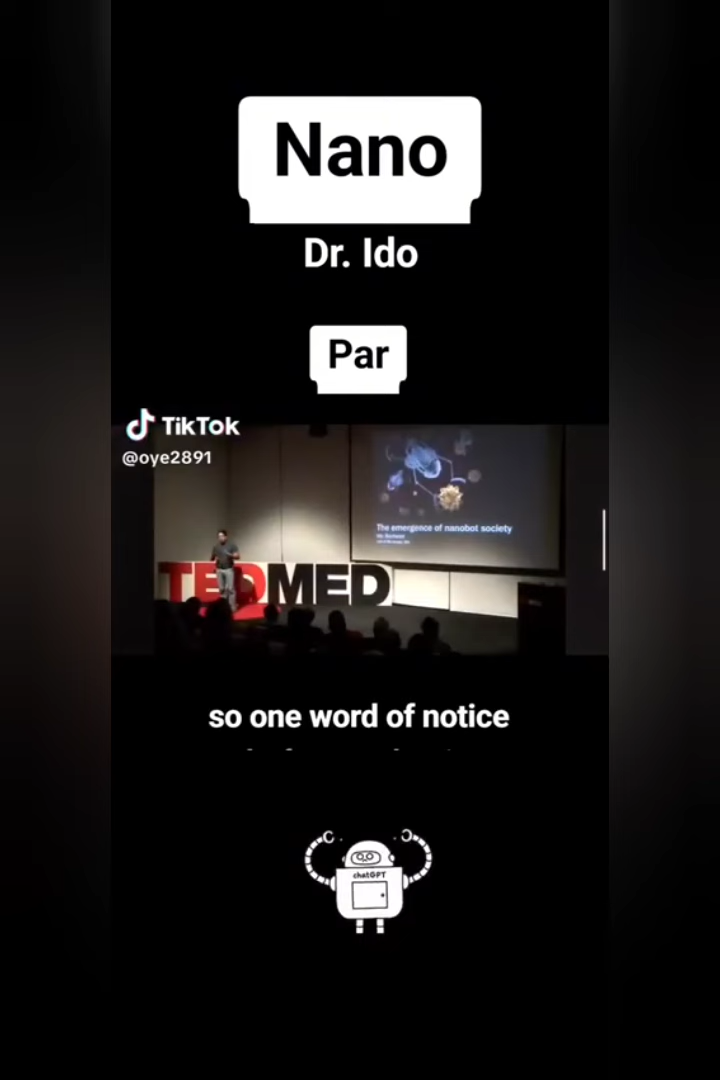 Nano
Dr. Ido
Par
TikTok
@oye2891
The emergence of nanobot society
TEDMED
so one word of notice
chatGPT